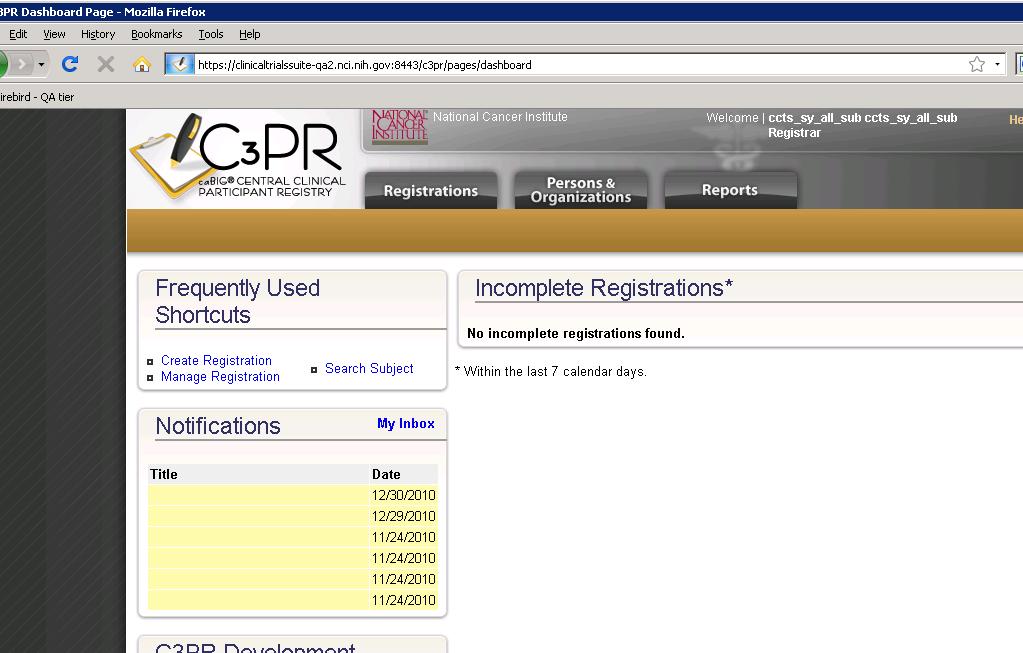 3PR Dashboard Page - Mozilla Firefox
Edit View History Bookmarks Tools Help
https://clinicaltrialssuite-qa2.nci.nih.gov:8443/c3pr/pages/dashboard
irebird - QA tier
C3PR
caBIG® CENTRAL CLINICAL
PARTICIPANT REGISTRY
NATIONAL
CANCER
INSTITUTE
National Cancer Institute
Welcome | ccts_sy_all_sub ccts_sy_all_sub
Registrar
He
Registrations
Persons &
Organizations
Reports
Frequently Used
Shortcuts
Create Registration
Manage Registration
Search Subject
Incomplete Registrations*
No incomplete registrations found.
* Within the last 7 calendar days.
Notifications My Inbox
Title Date
12/30/2010
12/29/2010
11/24/2010
11/24/2010
11/24/2010
11/24/2010
C3PR Development